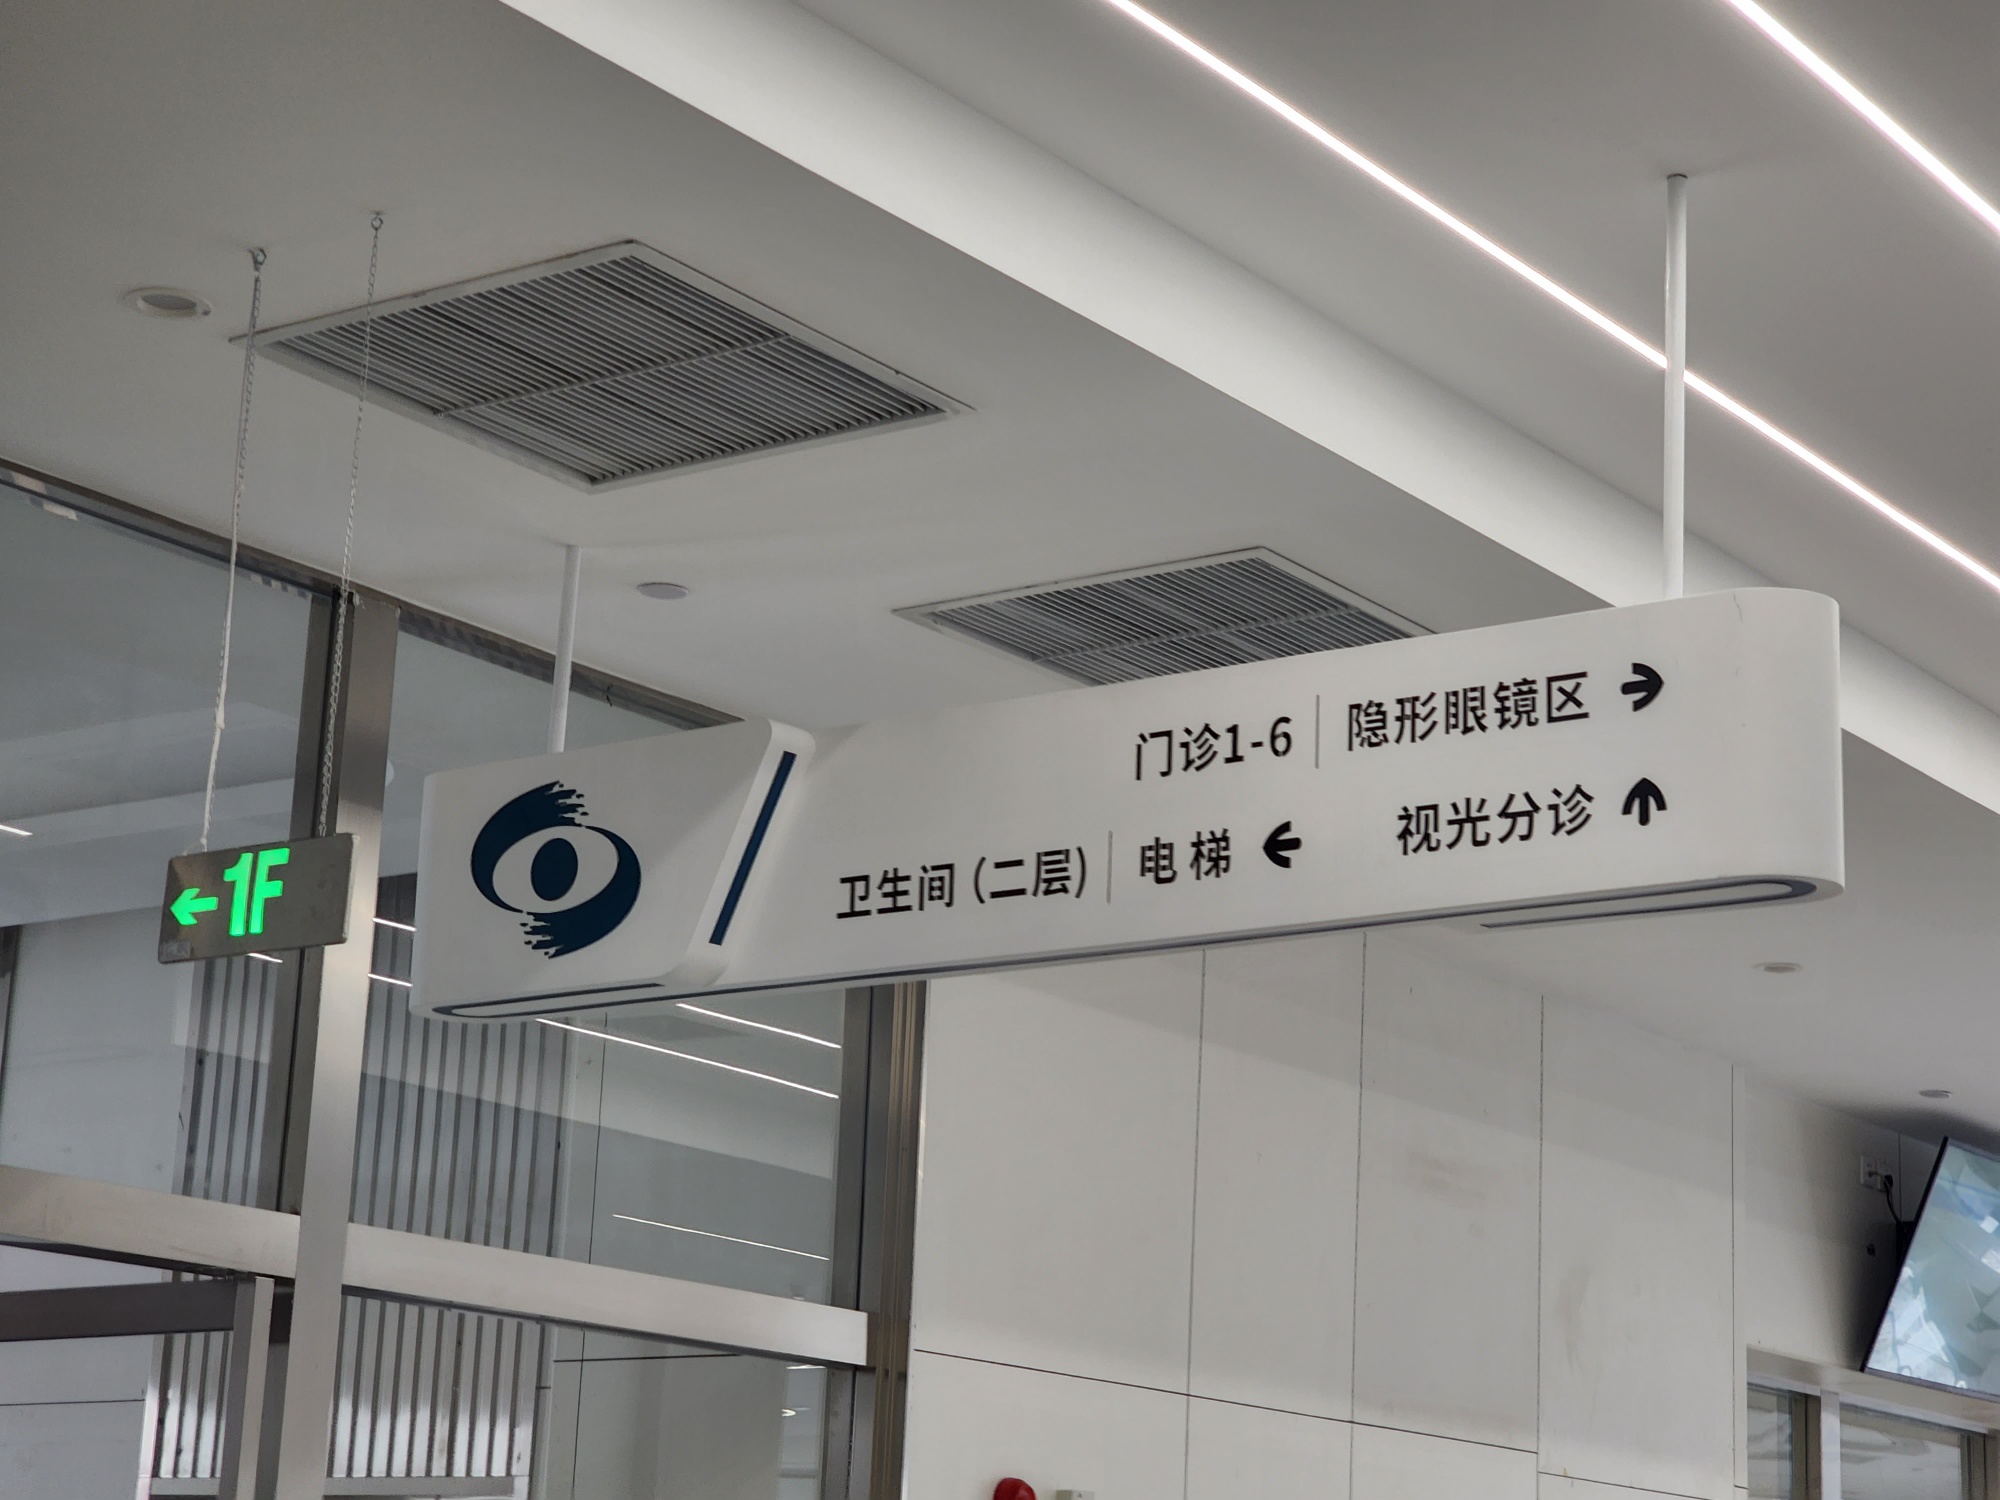 门诊1-6 隐形眼镜区 →
卫生间 (二层) 电梯 ← 视光分诊 ↑
←1F